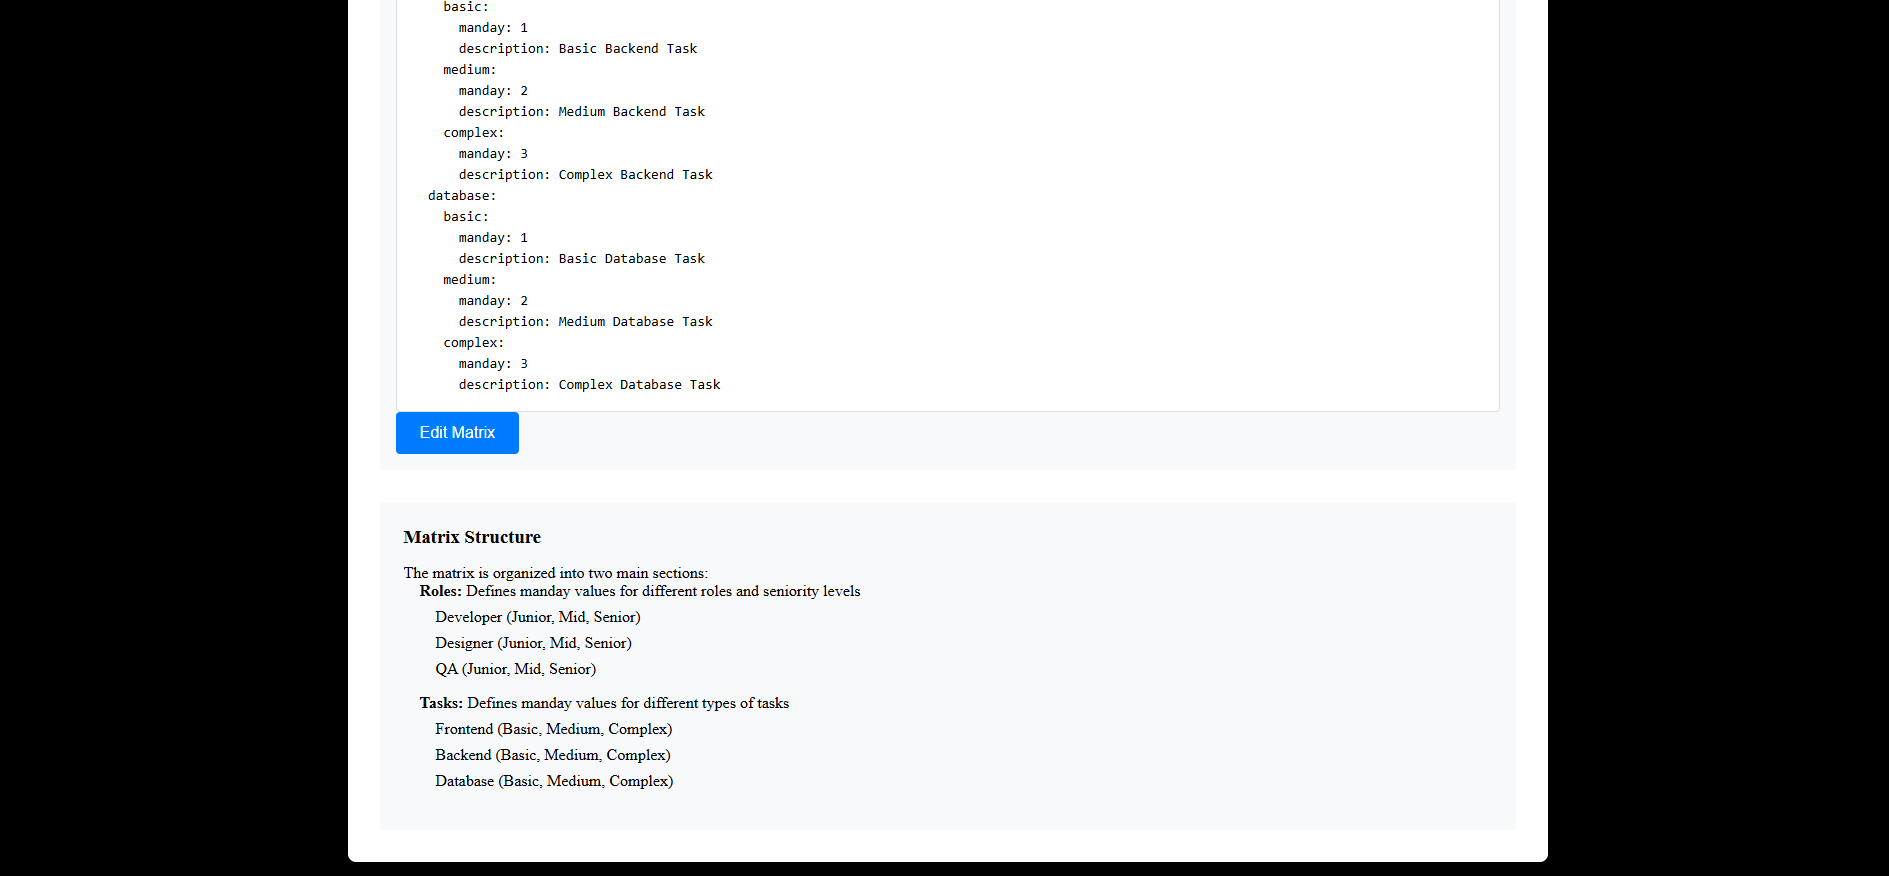 basic:
manday: 1
description: Basic Backend Task
medium:
manday: 2
description: Medium Backend Task
complex:
manday: 3
description: Complex Backend Task
database:
basic:
manday: 1
description: Basic Database Task
medium:
manday: 2
description: Medium Database Task
complex:
manday: 3
description: Complex Database Task
Edit Matrix
Matrix Structure
The matrix is organized into two main sections:
Roles: Defines manday values for different roles and seniority levels
Developer (Junior, Mid, Senior)
Designer (Junior, Mid, Senior)
QA (Junior, Mid, Senior)
Tasks: Defines manday values for different types of tasks
Frontend (Basic, Medium, Complex)
Backend (Basic, Medium, Complex)
Database (Basic, Medium, Complex)